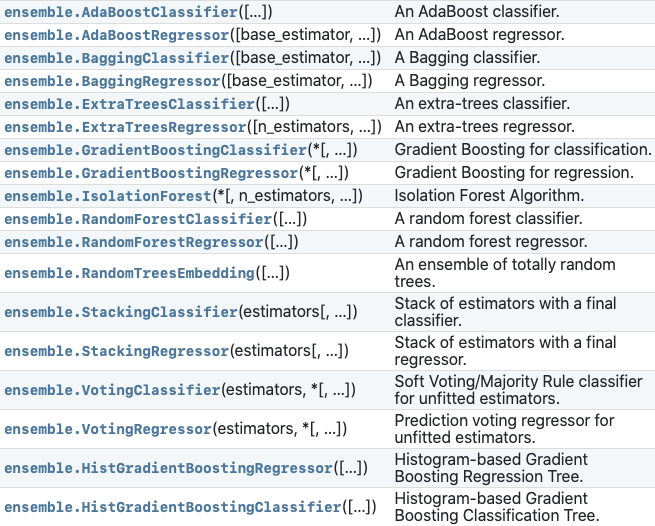 ensemble.AdaBoostClassifier([...]) An AdaBoost classifier.
ensemble.AdaBoostRegressor([base_estimator, ...]) An AdaBoost regressor.
ensemble.BaggingClassifier([base_estimator, ...]) A Bagging classifier.
ensemble.BaggingRegressor([base_estimator, ...]) A Bagging regressor.
ensemble.ExtraTreesClassifier([...]) An extra-trees classifier.
ensemble.ExtraTreesRegressor([n_estimators, ...]) An extra-trees regressor.
ensemble.GradientBoostingClassifier(*[, ...]) Gradient Boosting for classification.
ensemble.GradientBoostingRegressor(*[, ...]) Gradient Boosting for regression.
ensemble.IsolationForest(*[, n_estimators, ...]) Isolation Forest Algorithm.
ensemble.RandomForestClassifier([...]) A random forest classifier.
ensemble.RandomForestRegressor([...]) A random forest regressor.
ensemble.RandomTreesEmbedding([...]) An ensemble of totally random
trees.
ensemble.StackingClassifier(estimators[, ...]) Stack of estimators with a final
classifier.
ensemble.StackingRegressor(estimators[, ...]) Stack of estimators with a final
regressor.
ensemble.VotingClassifier(estimators, *[, ...]) Soft Voting/Majority Rule classifier
for unfitted estimators.
ensemble.VotingRegressor(estimators, *[, ...]) Prediction voting regressor for
unfitted estimators.
ensemble.HistGradientBoostingRegressor([...]) Histogram-based Gradient
Boosting Regression Tree.
ensemble.HistGradientBoostingClassifier([...]) Histogram-based Gradient
Boosting Classification Tree.